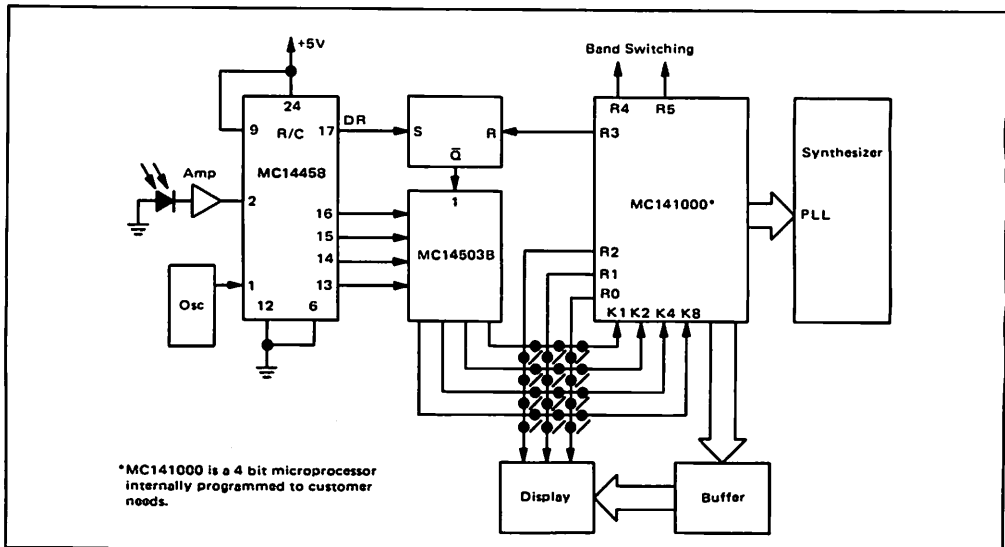 +5V
Band Switching
24
R4
R5
9
R/C
17
DR
S
R
R3
Synthesizer
MC14458
Q̅
Amp
2
1
MC141000*
PLL
16
15
MC14503B
14
13
R2
R1
R0
Osc
1
12
6
K1 K2 K4 K8
*MC141000 is a 4 bit microprocessor
internally programmed to customer
needs.
Display
Buffer